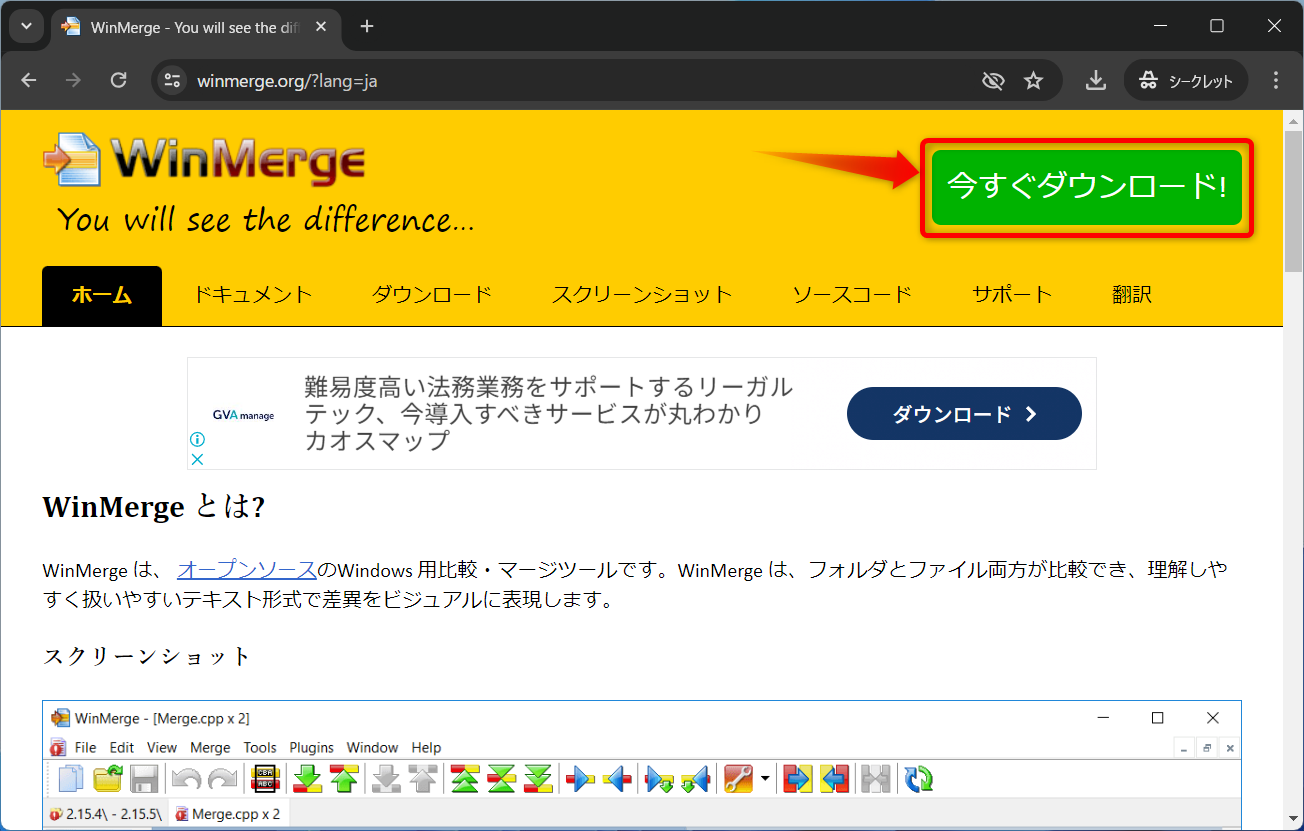 WinMerge - You will see the dif
winmerge.org/?lang=ja
シークレット
WinMerge
You will see the difference...
今すぐダウンロード!
ホーム
ドキュメント
ダウンロード
スクリーンショット
ソースコード
サポート
翻訳
GVA manage
難易度高い法務業務をサポートするリーガル
テック、今導入すべきサービスが丸わかり
カオスマップ
ダウンロード
WinMerge とは?
WinMerge は、 オープンソースのWindows 用比較・マージツールです。WinMerge は、フォルダとファイル両方が比較でき、理解しや
すく扱いやすいテキスト形式で差異をビジュアルに表現します。
スクリーンショット
WinMerge - [Merge.cpp x 2]
File Edit View Merge Tools Plugins Window Help
CBA
ABC
2.15.4\ - 2.15.5\
Merge.cpp x 2